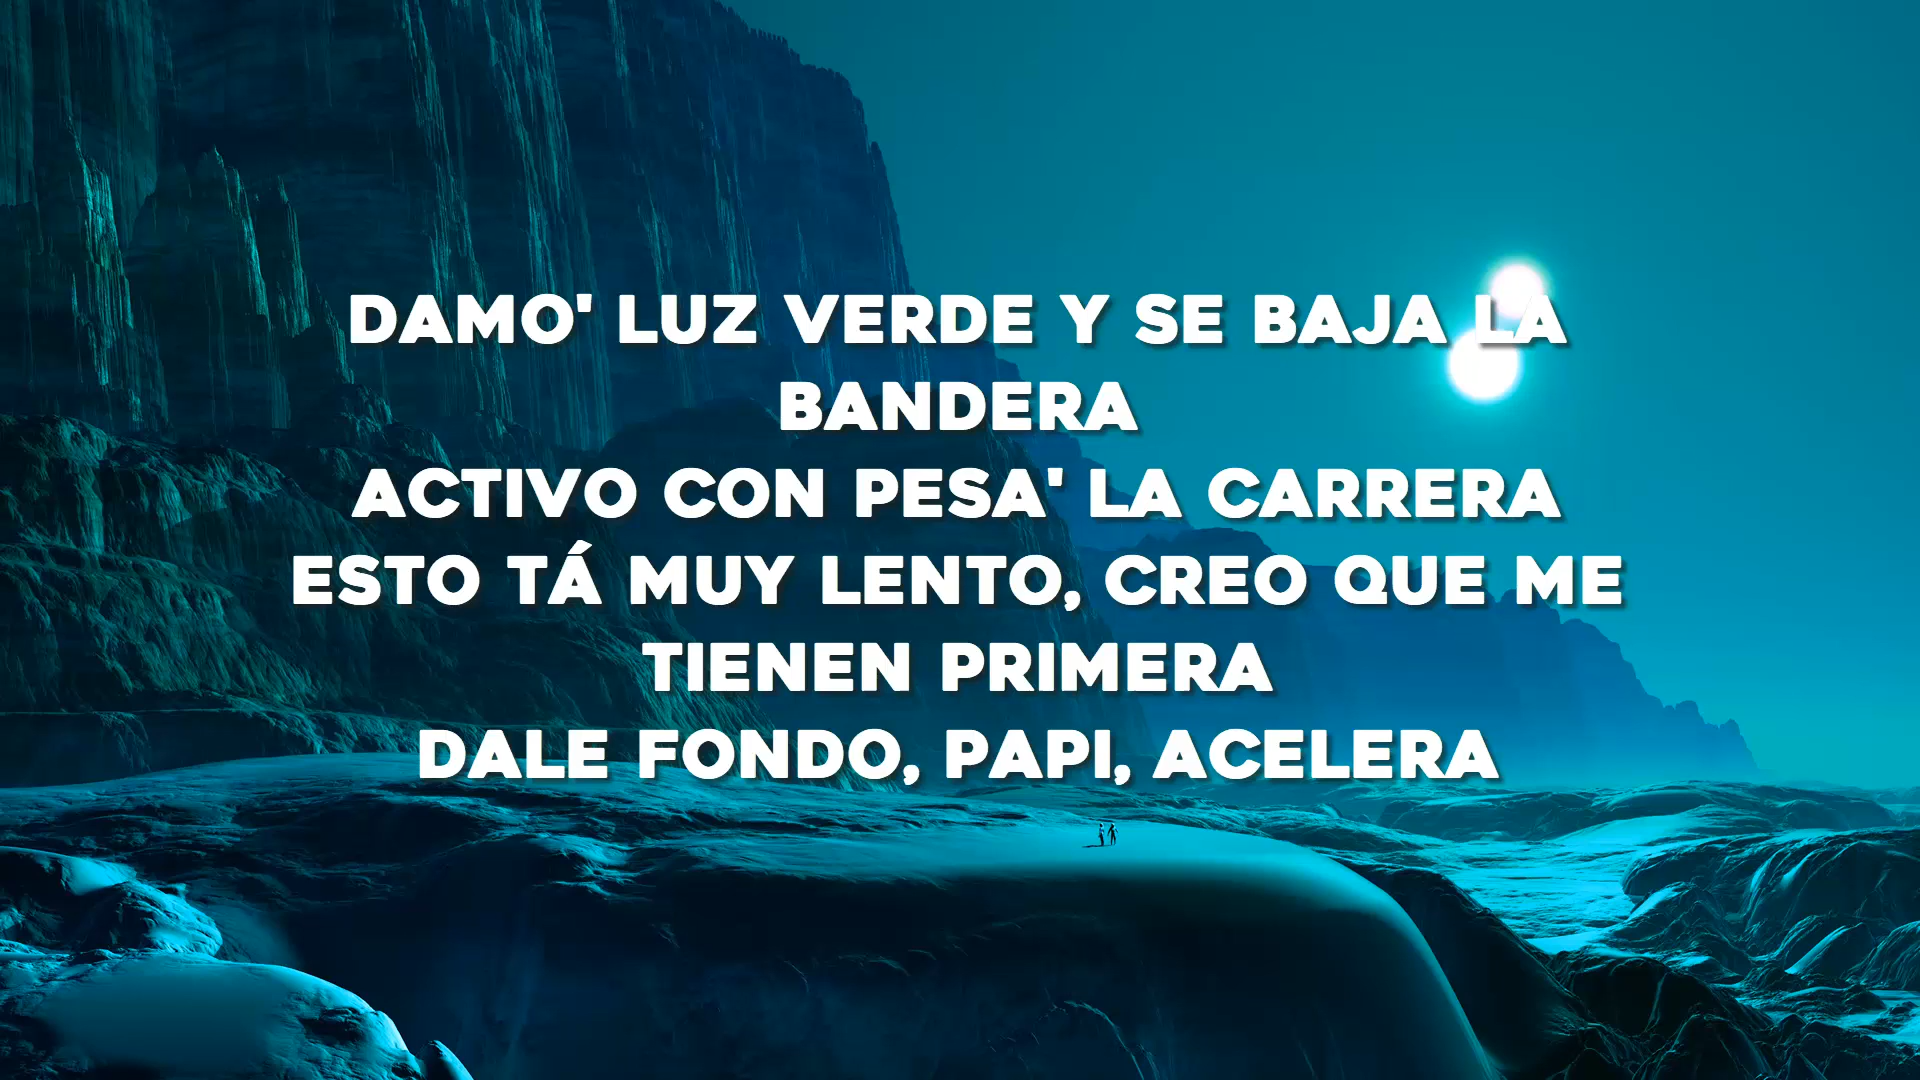 DAMO' LUZ VERDE Y SE BAJA LA
BANDERA
ACTIVO CON PESA' LA CARRERA
ESTO TÁ MUY LENTO, CREO QUE ME
TIENEN PRIMERA
DALE FONDO, PAPI, ACELERA